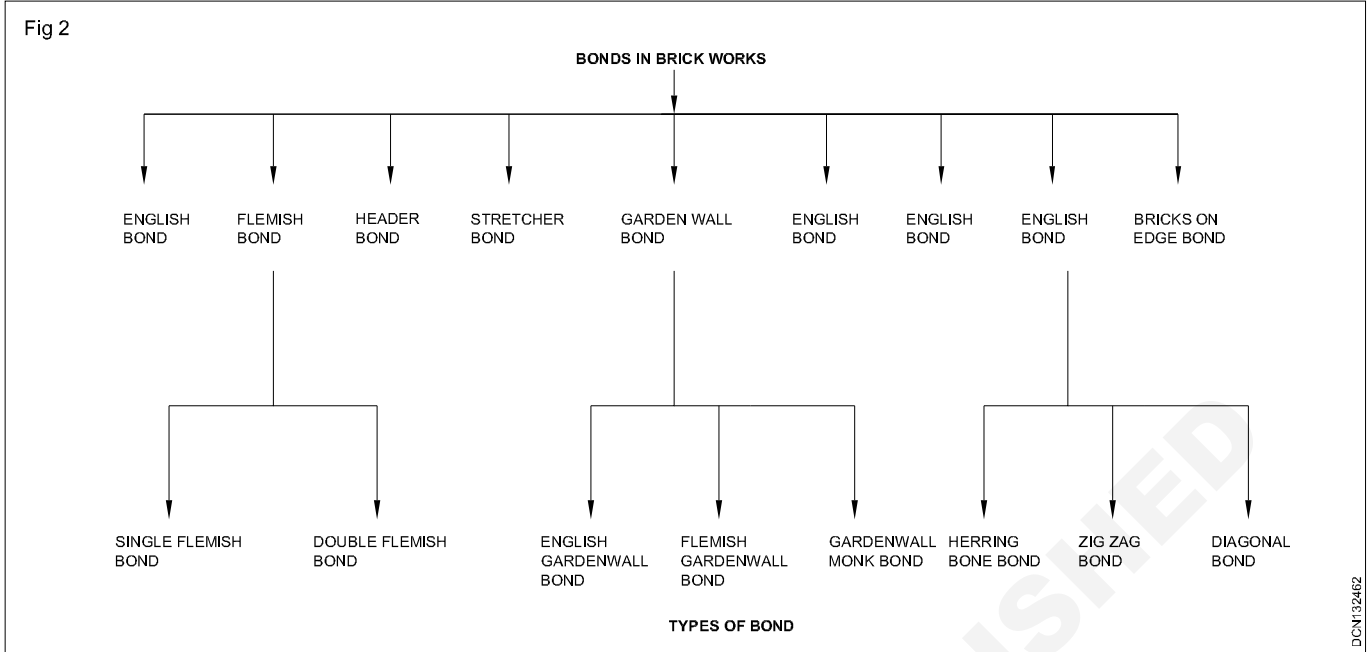 Fig 2
BONDS IN BRICK WORKS
ENGLISH
BOND
FLEMISH
BOND
HEADER
BOND
STRETCHER
BOND
GARDEN WALL
BOND
ENGLISH
BOND
ENGLISH
BOND
ENGLISH
BOND
BRICKS ON
EDGE BOND
SINGLE FLEMISH
BOND
DOUBLE FLEMISH
BOND
ENGLISH
GARDENWALL
BOND
FLEMISH
GARDENWALL
BOND
GARDENWALL
MONK BOND
HERRING
BONE BOND
ZIG ZAG
BOND
DIAGONAL
BOND
TYPES OF BOND
DCN132462
ISHED